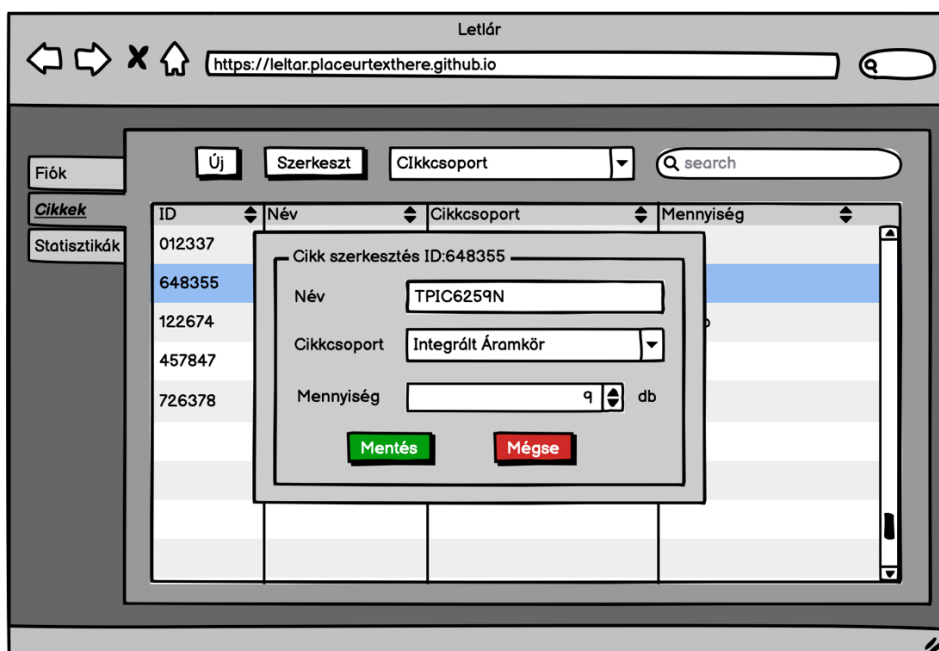 Letlár
https://leltar.placeurtexthere.github.io
Új Szerkeszt CIkkcsoport search
Fiók
Cikkek
Statisztikák
ID Név Cikkcsoport Mennyiség
012337
648355
122674
457847
726378
Cikk szerkesztés ID:648355
Név TPIC6259N
Cikkcsoport Integrált Áramkör
Mennyiség 9 db
Mentés Mégse